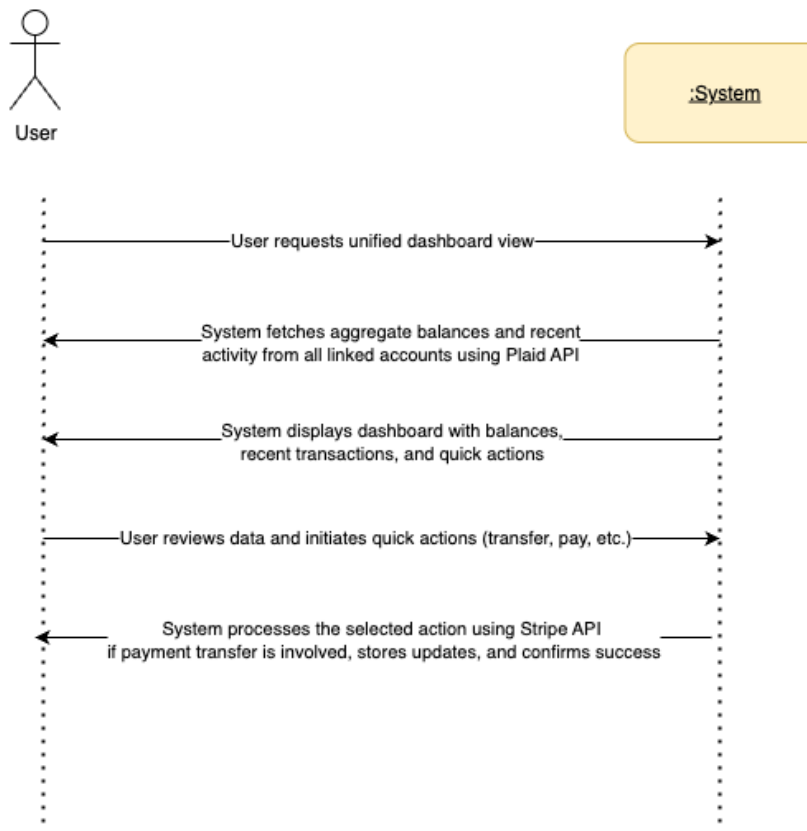 User
:System
User requests unified dashboard view
System fetches aggregate balances and recent
activity from all linked accounts using Plaid API
System displays dashboard with balances,
recent transactions, and quick actions
User reviews data and initiates quick actions (transfer, pay, etc.)
System processes the selected action using Stripe API
if payment transfer is involved, stores updates, and confirms success